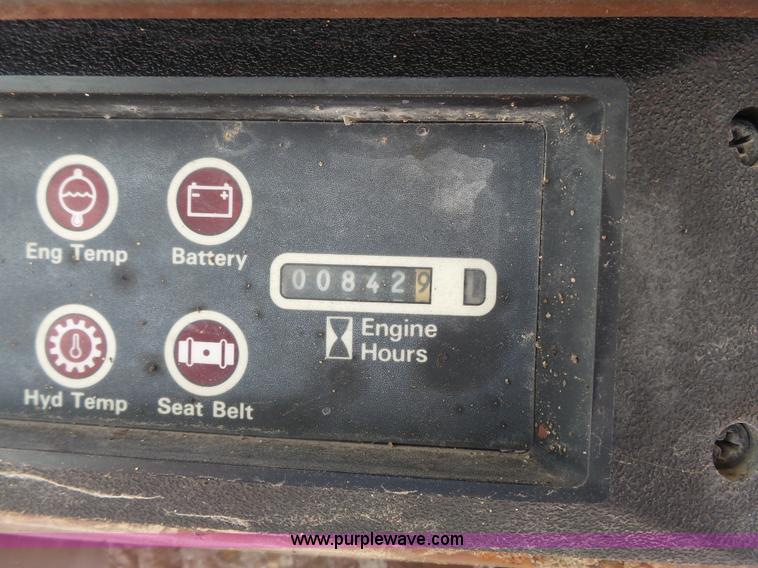 Eng Temp
Battery
008429
Engine
Hours
Hyd Temp
Seat Belt
www.purplewave.com